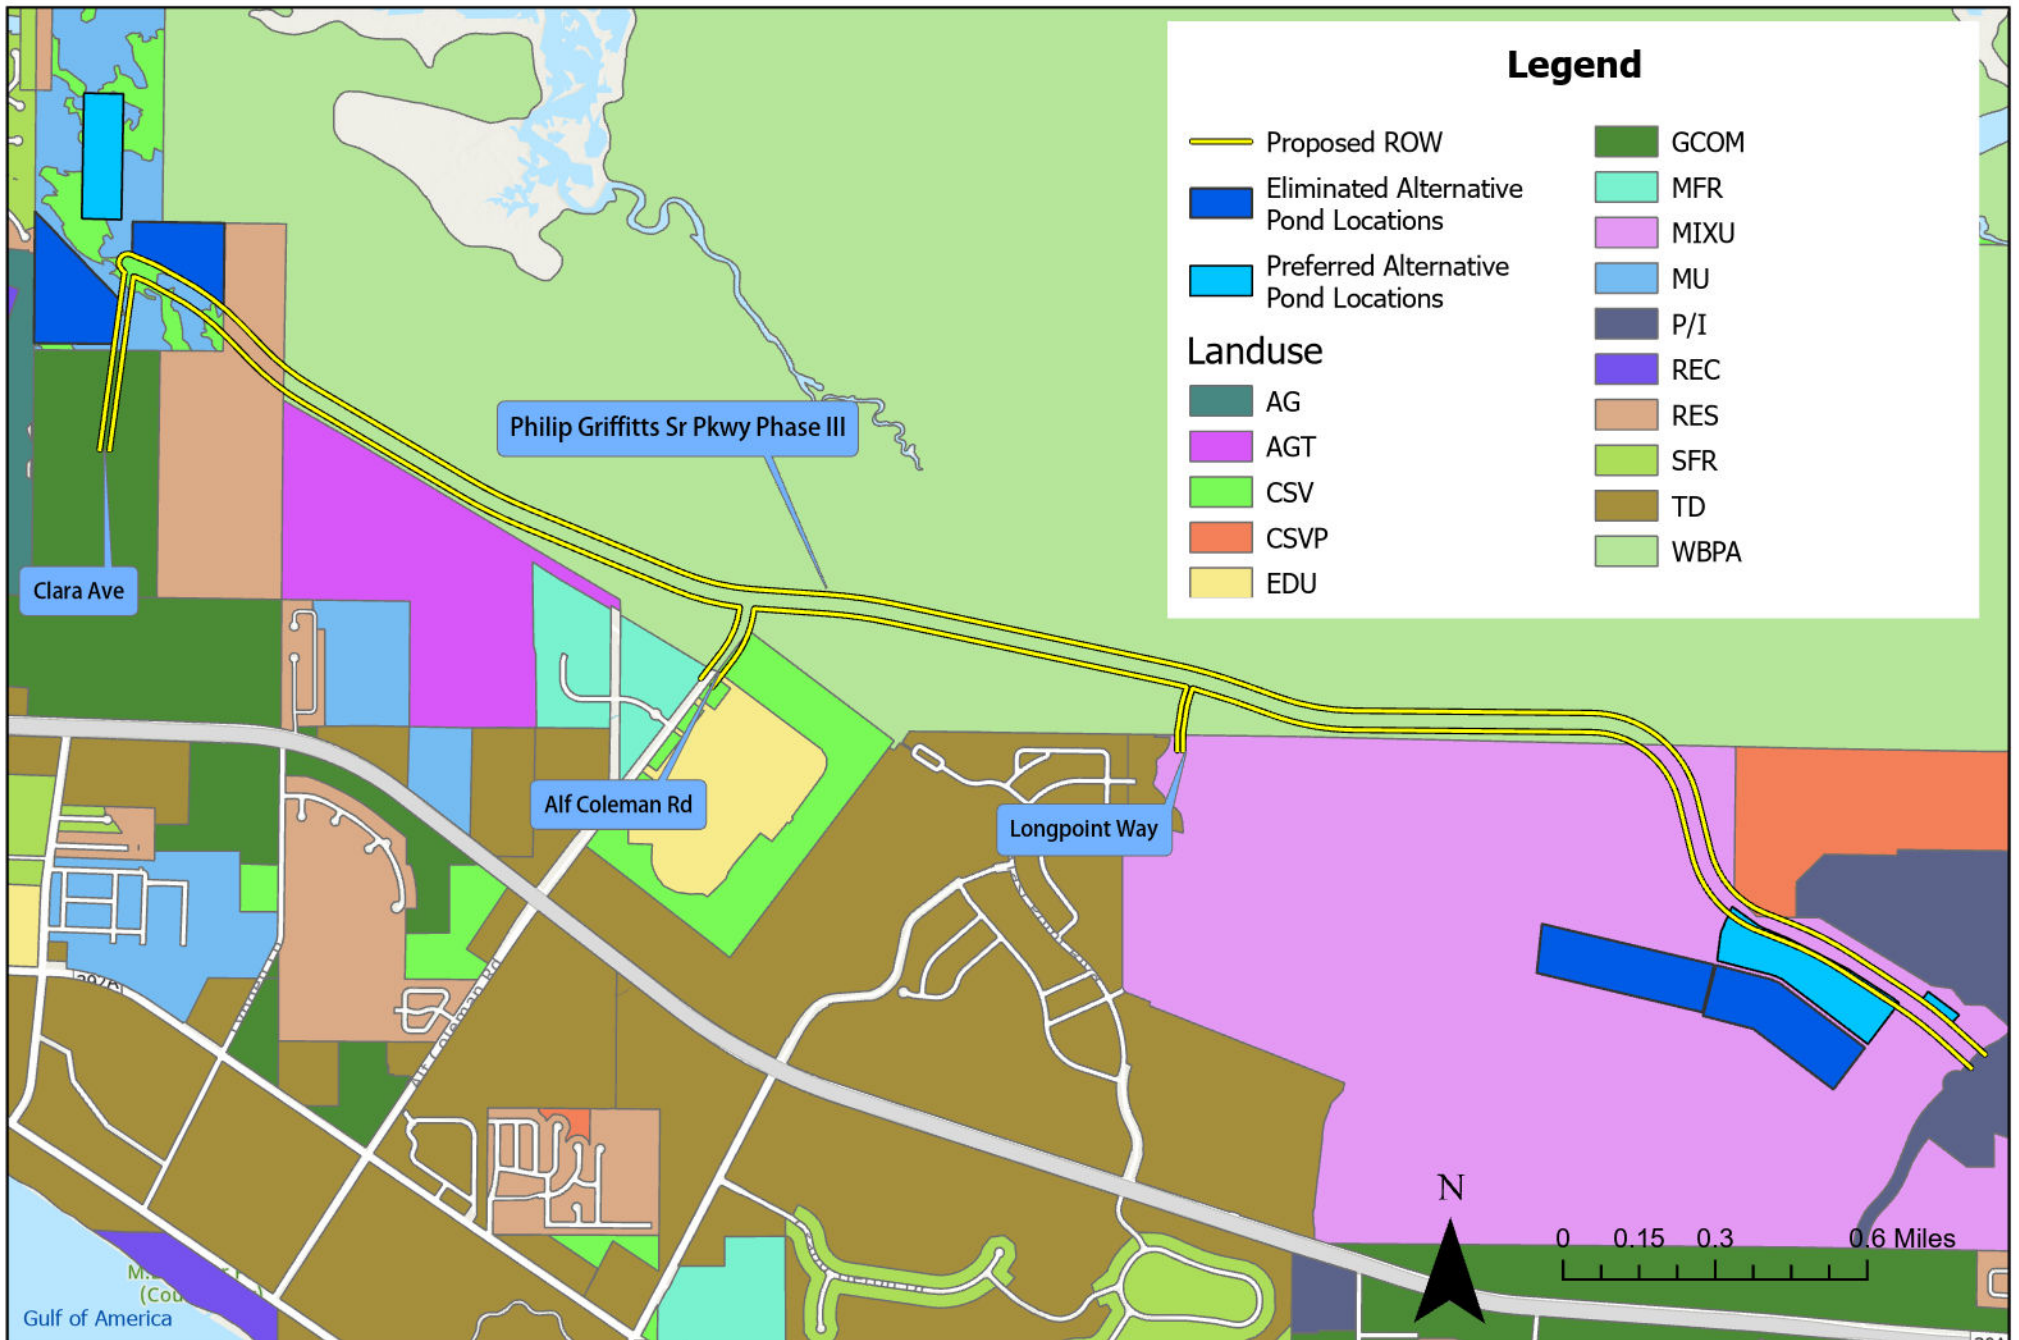 Legend
Proposed ROW
Eliminated Alternative
Pond Locations
Preferred Alternative
Pond Locations
Landuse
AG
AGT
CSV
CSVP
EDU
GCOM
MFR
MIXU
MU
P/I
REC
RES
SFR
TD
WBPA
Philip Griffitts Sr Pkwy Phase III
Clara Ave
Alf Coleman Rd
Longpoint Way
Alf Coleman Rd
N
0 0.15 0.3 0.6 Miles
Gulf of America